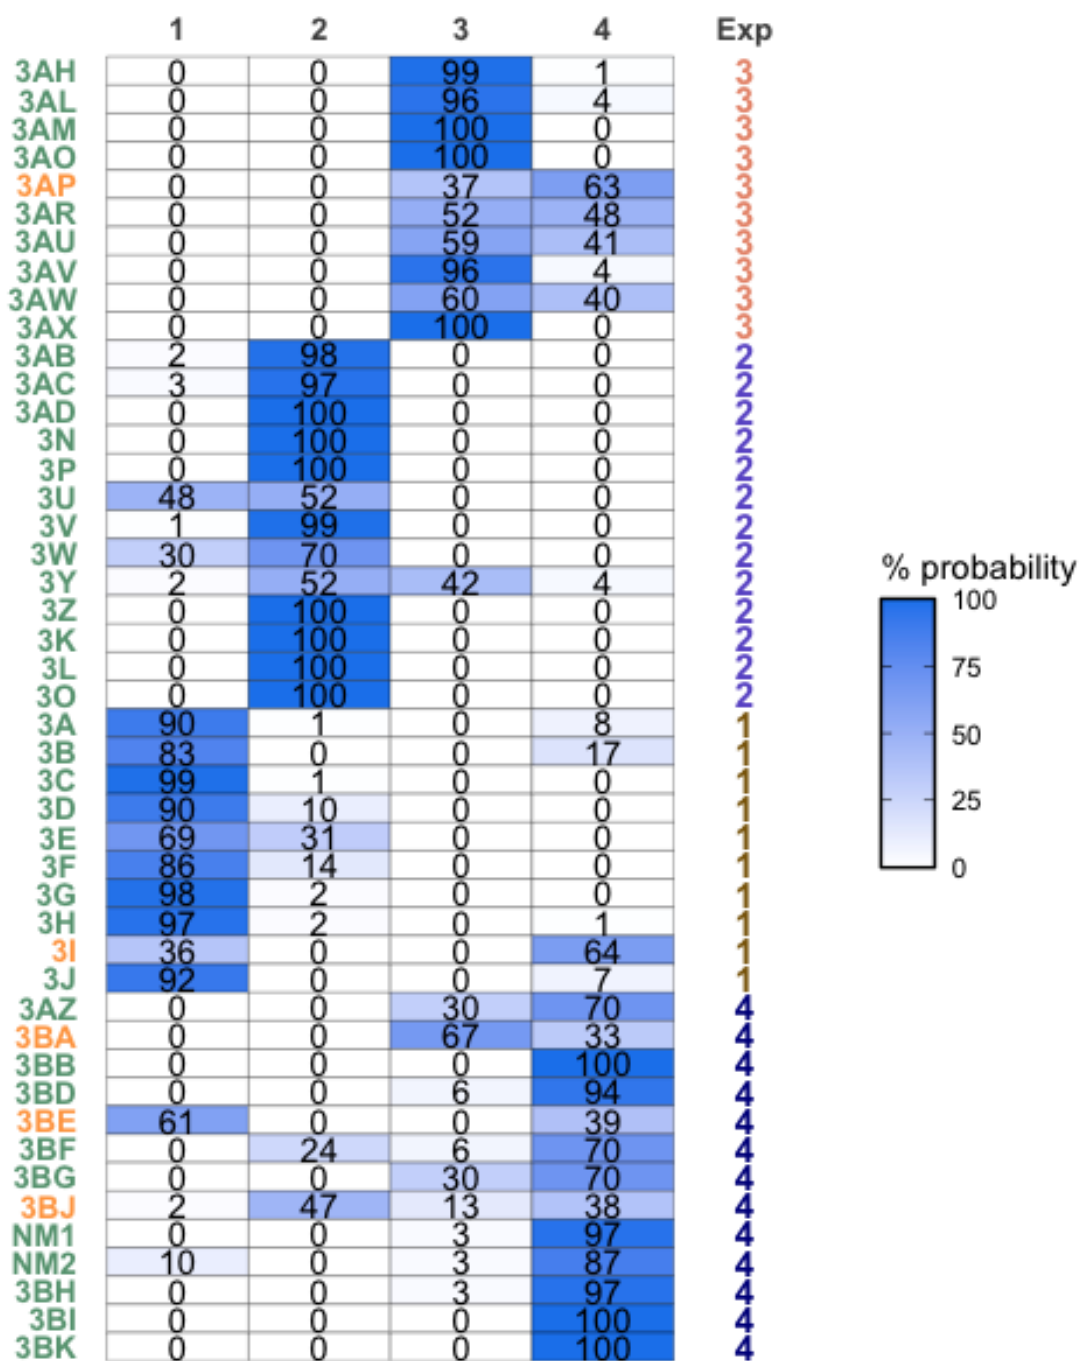 1 2 3 4 Exp
3AH 0 0 99 1 3
3AL 0 0 96 4 3
3AM 0 0 100 0 3
3AO 0 0 100 0 3
3AP 0 0 37 63 3
3AR 0 0 52 48 3
3AU 0 0 59 41 3
3AV 0 0 96 4 3
3AW 0 0 60 40 3
3AX 0 0 100 0 3
3AB 2 98 0 0 2
3AC 3 97 0 0 2
3AD 0 100 0 0 2
3N 0 100 0 0 2
3P 0 100 0 0 2
3U 48 52 0 0 2
3V 1 99 0 0 2
3W 30 70 0 0 2
3Y 2 52 42 4 2
3Z 0 100 0 0 2
3K 0 100 0 0 2
3L 0 100 0 0 2
3O 0 100 0 0 2
3A 90 1 0 8 1
3B 83 0 0 17 1
3C 99 1 0 0 1
3D 90 10 0 0 1
3E 69 31 0 0 1
3F 86 14 0 0 1
3G 98 2 0 0 1
3H 97 2 0 1 1
3I 36 0 0 64 1
3J 92 0 0 7 1
3AZ 0 0 30 70 4
3BA 0 0 67 33 4
3BB 0 0 0 100 4
3BD 0 0 6 94 4
3BE 61 0 0 39 4
3BF 0 24 6 70 4
3BG 0 0 30 70 4
3BJ 2 47 13 38 4
NM1 0 0 3 97 4
NM2 10 0 3 87 4
3BH 0 0 3 97 4
3BI 0 0 0 100 4
3BK 0 0 0 100 4
% probability
100
75
50
25
0